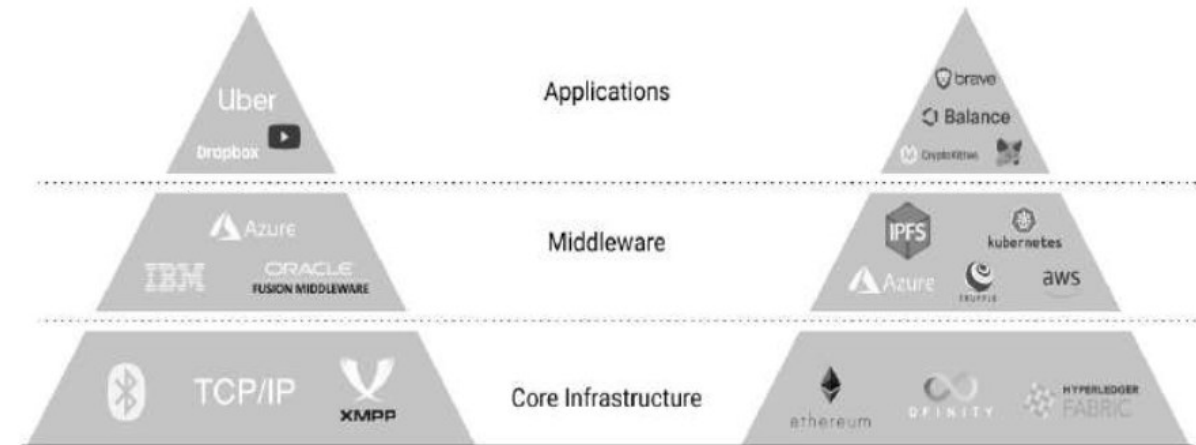 Uber
Dropbox
Applications
brave
Balance
CryptoKitties
Azure
IBM
ORACLE
FUSION MIDDLEWARE
Middleware
IPFS
kubernetes
Azure
TRUFFLE
aws
TCP/IP
XMPP
Core Infrastructure
ethereum
DFINITY
HYPERLEDGER
FABRIC